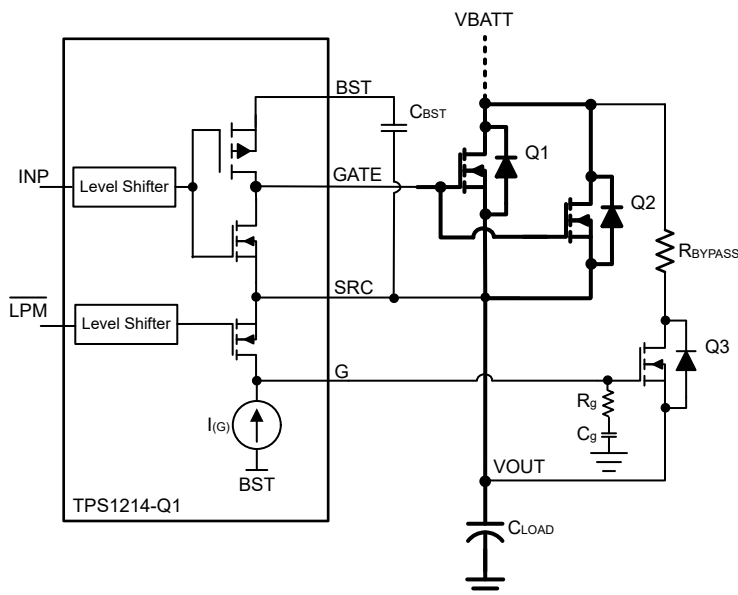 VBATT
BST
CBST
Q1
INP
Level Shifter
GATE
Q2
RBYPASS
SRC
LPM
Level Shifter
Q3
G
Rg
I(G)
Cg
VOUT
BST
TPS1214-Q1
CLOAD